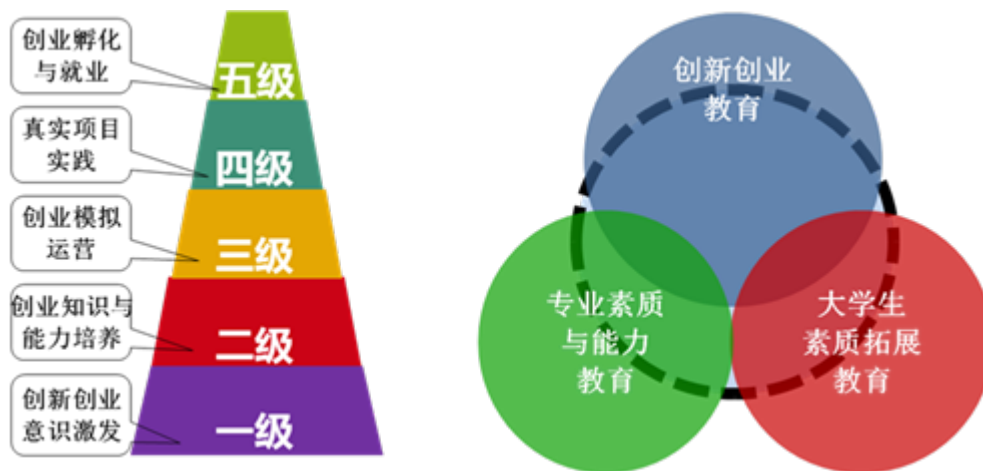 创业孵化
与就业
五级
真实项目
实践
四级
创业模拟
运营
三级
创业知识与
能力培养
二级
创新创业
意识激发
一级
创新创业
教育
专业素质
与能力
教育
大学生
素质拓展
教育